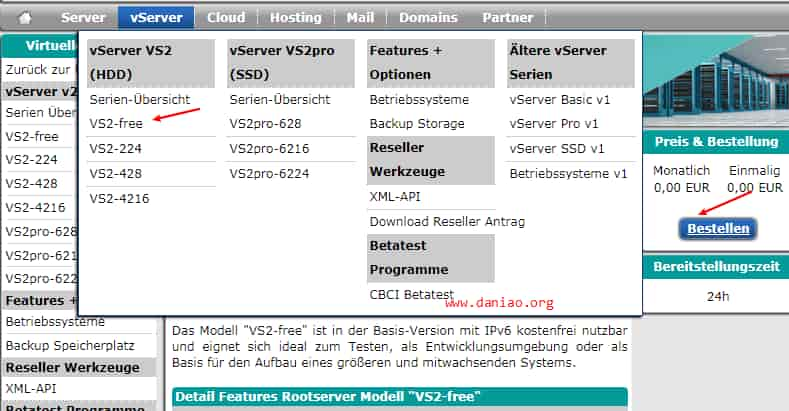 Server vServer Cloud Hosting Mail Domains Partner
Virtuelle
Zurück zur
vServer v2
Serien Übe
VS2-free
VS2-224
VS2-428
VS2-4216
VS2pro-628
VS2pro-621
VS2pro-622
Features +
Betriebssysteme
Backup Speicherplatz
Reseller Werkzeuge
XML-API
Betatest Programme
vServer VS2
(HDD)
Serien-Übersicht
VS2-free
VS2-224
VS2-428
VS2-4216
vServer VS2pro
(SSD)
Serien-Übersicht
VS2pro-628
VS2pro-6216
VS2pro-6224
Features +
Optionen
Betriebssysteme
Backup Storage
Reseller
Werkzeuge
XML-API
Download Reseller Antrag
Betatest
Programme
CBCI Betatest
Ältere vServer
Serien
vServer Basic v1
vServer Pro v1
vServer SSD v1
Betriebssysteme v1
www.daniao.org
Das Modell "VS2-free" ist in der Basis-Version mit IPv6 kostenfrei nutzbar
und eignet sich ideal zum Testen, als Entwicklungsumgebung oder als
Basis für den Aufbau eines größeren und mitwachsenden Systems.
Detail Features Rootserver Modell "VS2-free"
Preis & Bestellung
Monatlich Einmalig
0,00 EUR 0,00 EUR
Bestellen
Bereitstellungszeit
24h